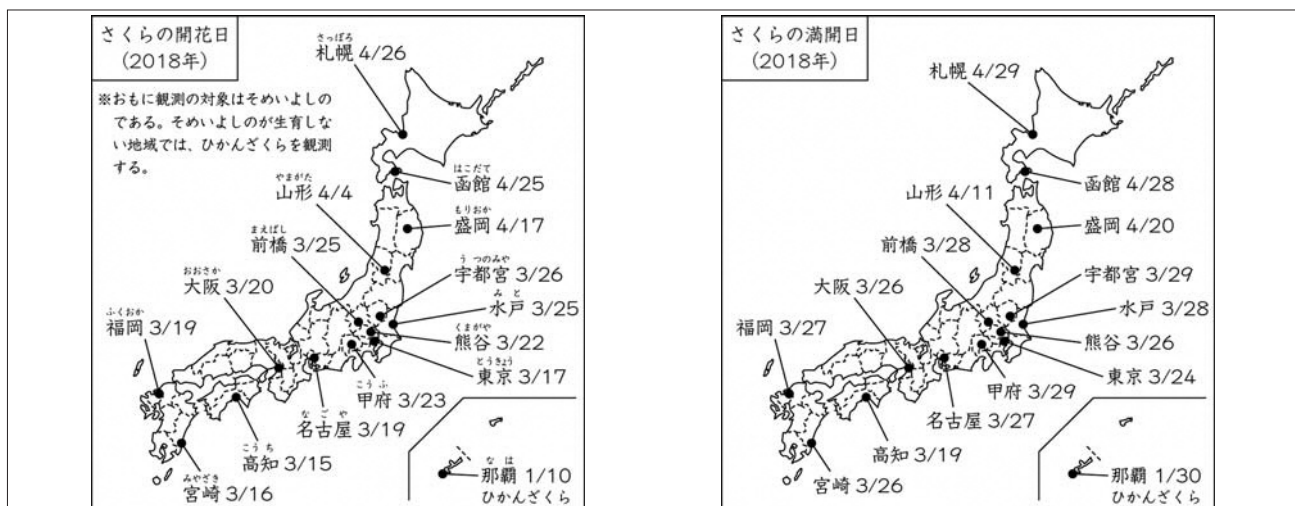 さくらの開花日
(2018年)
※おもに観測の対象はそめいよしの
である。そめいよしのが生育しな
い地域では、ひかんざくらを観測
する。
さっぽろ
札幌 4/26
はこだて
函館 4/25
やまがた
山形 4/4
もりおか
盛岡 4/17
まえばし
前橋 3/25
うつのみや
宇都宮 3/26
おおさか
大阪 3/20
みと
水戸 3/25
ふくおか
福岡 3/19
くまがや
熊谷 3/22
とうきょう
東京 3/17
こうふ
甲府 3/23
なごや
名古屋 3/19
こうち
高知 3/15
みやざき
宮崎 3/16
なは
那覇 1/10
ひかんざくら
さくらの満開日
(2018年)
札幌 4/29
函館 4/28
山形 4/11
盛岡 4/20
前橋 3/28
宇都宮 3/29
大阪 3/26
水戸 3/28
福岡 3/27
熊谷 3/26
東京 3/24
甲府 3/29
名古屋 3/27
高知 3/19
宮崎 3/26
那覇 1/30
ひかんざくら